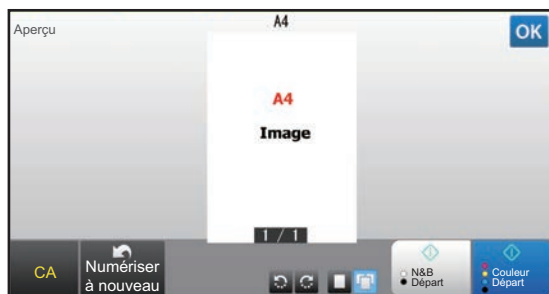 Aperçu
A4
OK
A4
Image
1 / 1
CA
Numériser
à nouveau
N&B
Départ
Couleur
Départ